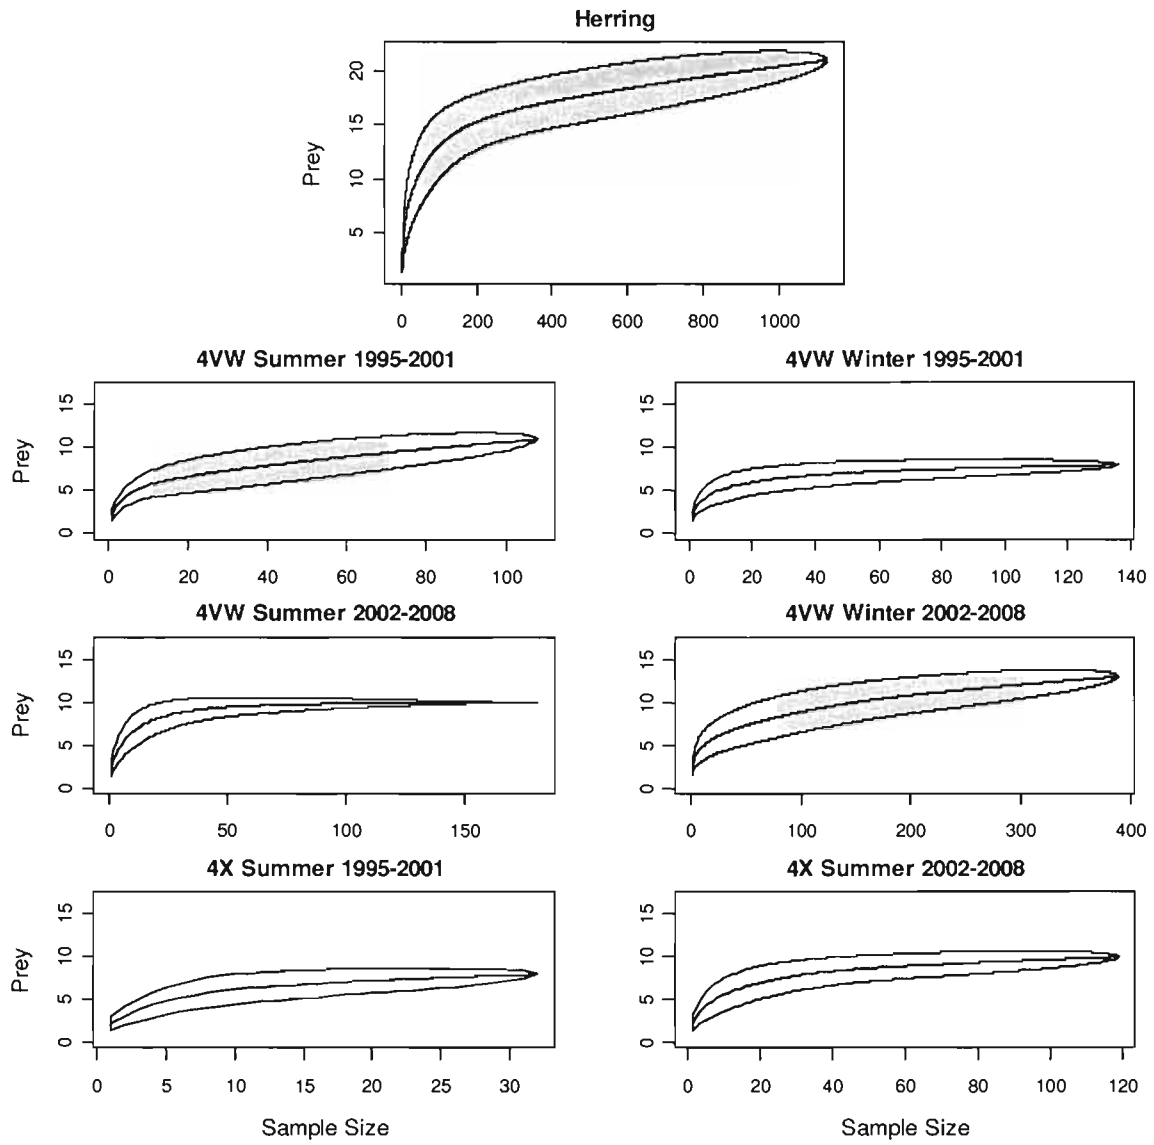 Herring
Prey
20
15
10
5
0 200 400 600 800 1000
4VW Summer 1995-2001 4VW Winter 1995-2001
Prey
15 15
10 10
5 5
0 0
0 20 40 60 80 100 0 20 40 60 80 100 120 140
4VW Summer 2002-2008 4VW Winter 2002-2008
Prey
15 15
10 10
5 5
0 0
0 50 100 150 0 100 200 300 400
4X Summer 1995-2001 4X Summer 2002-2008
Prey
15 15
10 10
5 5
0 0
0 5 10 15 20 25 30 0 20 40 60 80 100 120
Sample Size Sample Size